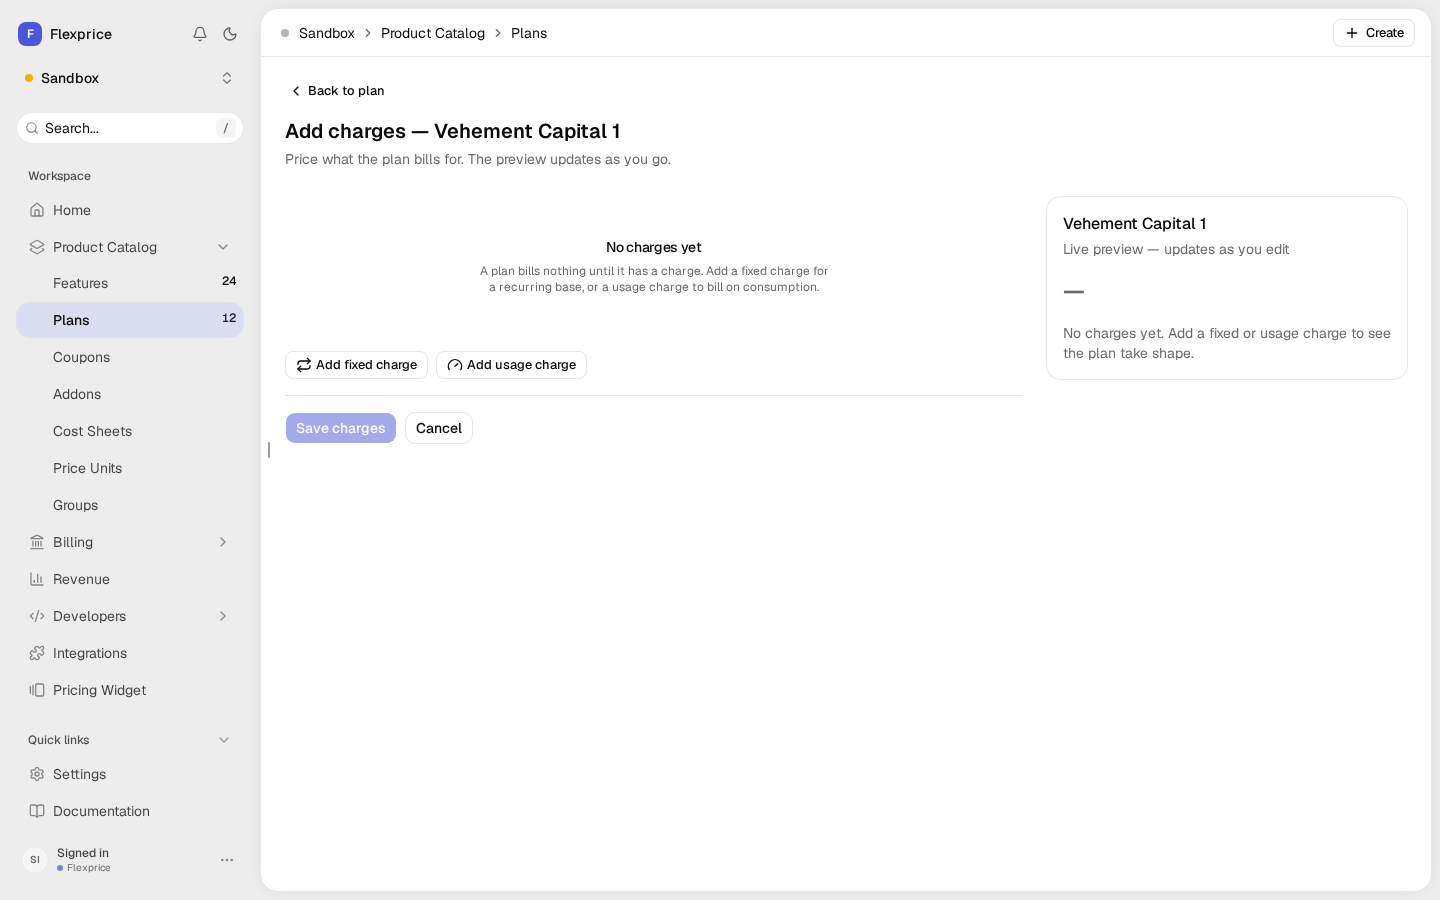 F Flexprice
Sandbox
Search... /
Workspace
Home
Product Catalog
Features 24
Plans 12
Coupons
Addons
Cost Sheets
Price Units
Groups
Billing
Revenue
Developers
Integrations
Pricing Widget
Quick links
Settings
Documentation
SI Signed in
Flexprice
Sandbox > Product Catalog > Plans
Create
Back to plan
Add charges — Vehement Capital 1
Price what the plan bills for. The preview updates as you go.
No charges yet
A plan bills nothing until it has a charge. Add a fixed charge for
a recurring base, or a usage charge to bill on consumption.
Add fixed charge
Add usage charge
Save charges
Cancel
Vehement Capital 1
Live preview — updates as you edit
—
No charges yet. Add a fixed or usage charge to see
the plan take shape.